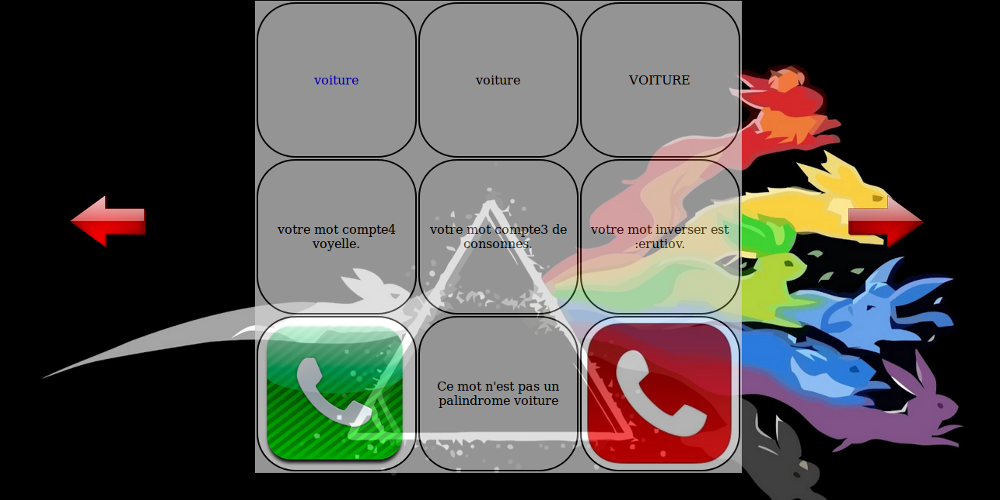 voiture
voiture
VOITURE
votre mot compte4
voyelle.
votre mot compte3 de
consonnes.
votre mot inverser est
:erutiov.
Ce mot n'est pas un
palindrome voiture